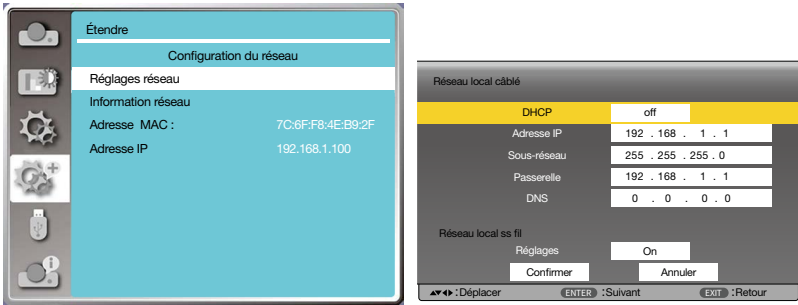 Étendre
Configuration du réseau
Réglages réseau
Information réseau
Adresse MAC : 7C:6F:F8:4E:B9:2F
Adresse IP 192.168.1.100
Réseau local câblé
DHCP off
Adresse IP 192 . 168 . 1 . 1
Sous-réseau 255 . 255 . 255 . 0
Passerelle 192 . 168 . 1 . 1
DNS 0 . 0 . 0 . 0
Réseau local ss fil
Réglages On
Confirmer Annuler
▲▼◀▶ : Déplacer ENTER : Suivant EXIT : Retour